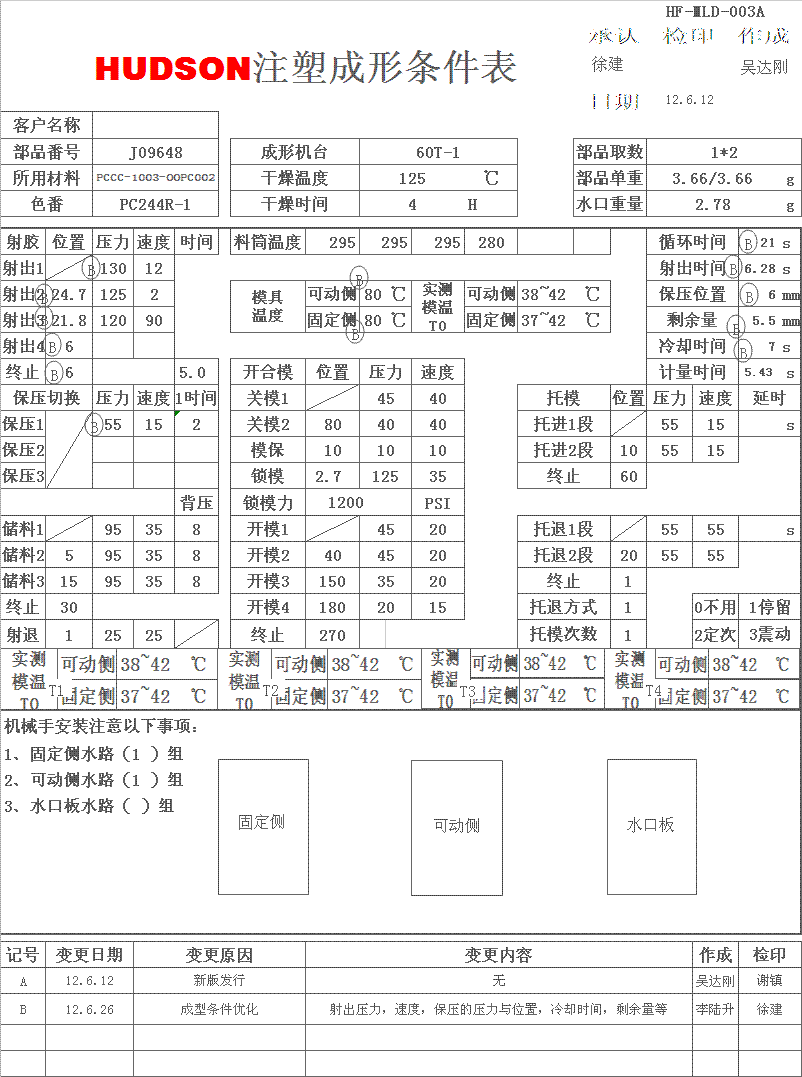 HF-MLD-003A
承认 检印 作成
徐建 吴达刚
HUDSON注塑成形条件表
日期 12.6.12
客户名称
部品番号 J09648 成形机台 60T-1 部品取数 1*2
所用材料 PCCC-1003-OOPC002 干燥温度 125 ℃ 部品单重 3.66/3.66 g
色番 PC244R-1 干燥时间 4 H 水口重量 2.78 g
射胶 位置 压力 速度 时间 料筒温度 295 295 295 280 循环时间 B 21 s
射出1 B 130 12 射出时间 B 6.28 s
射出2 B 24.7 125 2 模具温度 可动侧 B 80 ℃ 实测模温TO 可动侧 38~42 ℃ 保压位置 B 6 mm
射出3 B 21.8 120 90 固定侧 B 80 ℃ 固定侧 37~42 ℃ 剩余量 B 5.5 mm
射出4 B 6 冷却时间 B 7 s
终止 B 6 5.0 开合模 位置 压力 速度 计量时间 5.43 s
保压切换 压力 速度 1时间 关模1 45 40 托模 位置 压力 速度 延时
保压1 B 55 15 2 关模2 80 40 40 托进1段 55 15 s
保压2 模保 10 10 10 托进2段 10 55 15
保压3 锁模 2.7 125 35 终止 60
背压 锁模力 1200 PSI
储料1 95 35 8 开模1 45 20 托退1段 55 55 s
储料2 5 95 35 8 开模2 40 45 20 托退2段 20 55 55
储料3 15 95 35 8 开模3 150 35 20 终止 1
终止 30 开模4 180 20 15 托退方式 1 0不用 1停留
射退 1 25 25 终止 270 托模次数 1 2定次 3震动
实测模温TO T1 可动侧 38~42 ℃ 实测模温TO T2 可动侧 38~42 ℃ 实测模温TO T3 可动侧 38~42 ℃ 实测模温TO T4 可动侧 38~42 ℃
固定侧 37~42 ℃ 固定侧 37~42 ℃ 固定侧 37~42 ℃ 固定侧 37~42 ℃
机械手安装注意以下事项:
1、固定侧水路（1 ）组
2、可动侧水路（1 ）组
3、水口板水路（ ）组
固定侧 可动侧 水口板
记号 变更日期 变更原因 变更内容 作成 检印
A 12.6.12 新版发行 无 吴达刚 谢镇
B 12.6.26 成型条件优化 射出压力，速度，保压的压力与位置，冷却时间，剩余量等 李陆升 徐建